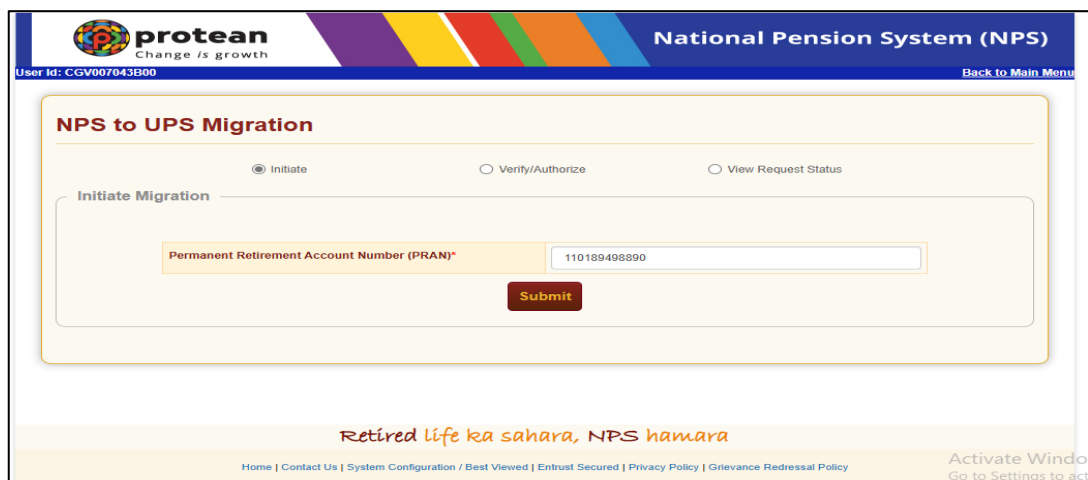 protean
Change is growth
National Pension System (NPS)
User Id: CGV007043B00
Back to Main Menu
NPS to UPS Migration
Initiate
Verify/Authorize
View Request Status
Initiate Migration
Permanent Retirement Account Number (PRAN)*
110189498890
Submit
Retired life ka sahara, NPS hamara
Home | Contact Us | System Configuration / Best Viewed | Entrust Secured | Privacy Policy | Grievance Redressal Policy
Activate Windo
Go to Settings to act